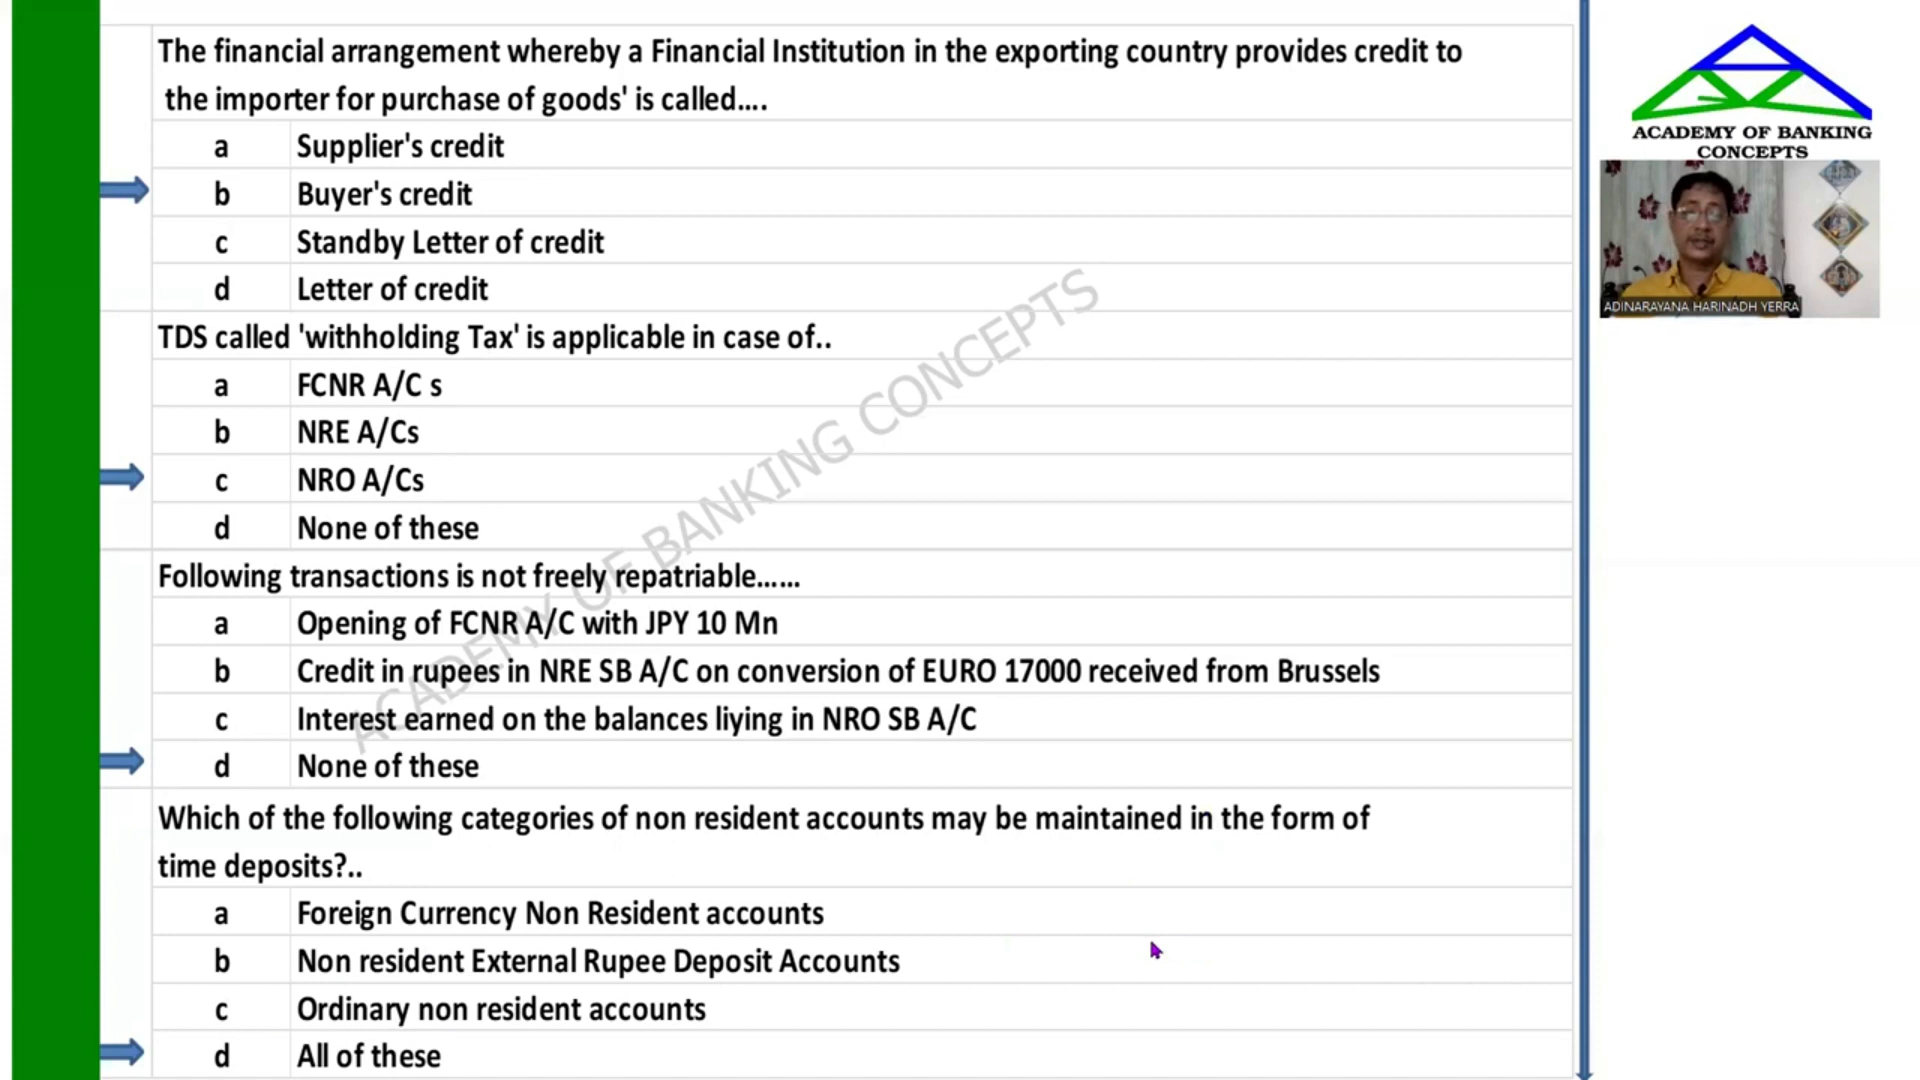 The financial arrangement whereby a Financial Institution in the exporting country provides credit to
the importer for purchase of goods' is called....
a Supplier's credit
b Buyer's credit
c Standby Letter of credit
d Letter of credit
TDS called 'withholding Tax' is applicable in case of..
a FCNR A/C s
b NRE A/Cs
c NRO A/Cs
d None of these
Following transactions is not freely repatriable......
a Opening of FCNR A/C with JPY 10 Mn
b Credit in rupees in NRE SB A/C on conversion of EURO 17000 received from Brussels
c Interest earned on the balances liying in NRO SB A/C
d None of these
Which of the following categories of non resident accounts may be maintained in the form of
time deposits?..
a Foreign Currency Non Resident accounts
b Non resident External Rupee Deposit Accounts
c Ordinary non resident accounts
d All of these
ACADEMY OF BANKING CONCEPTS
ACADEMY OF BANKING
CONCEPTS
ADINARAYANA HARINADH YERRA